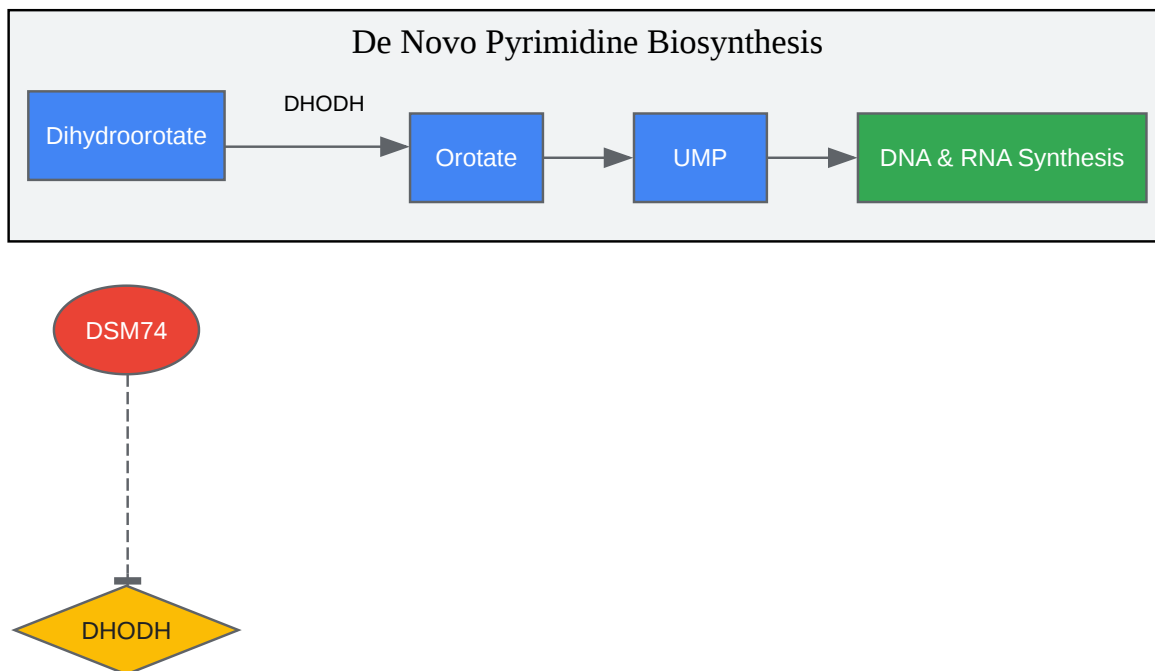 De Novo Pyrimidine Biosynthesis
DHODH
Dihydroorotate
Orotate
UMP
DNA & RNA Synthesis
DSM74
DHODH